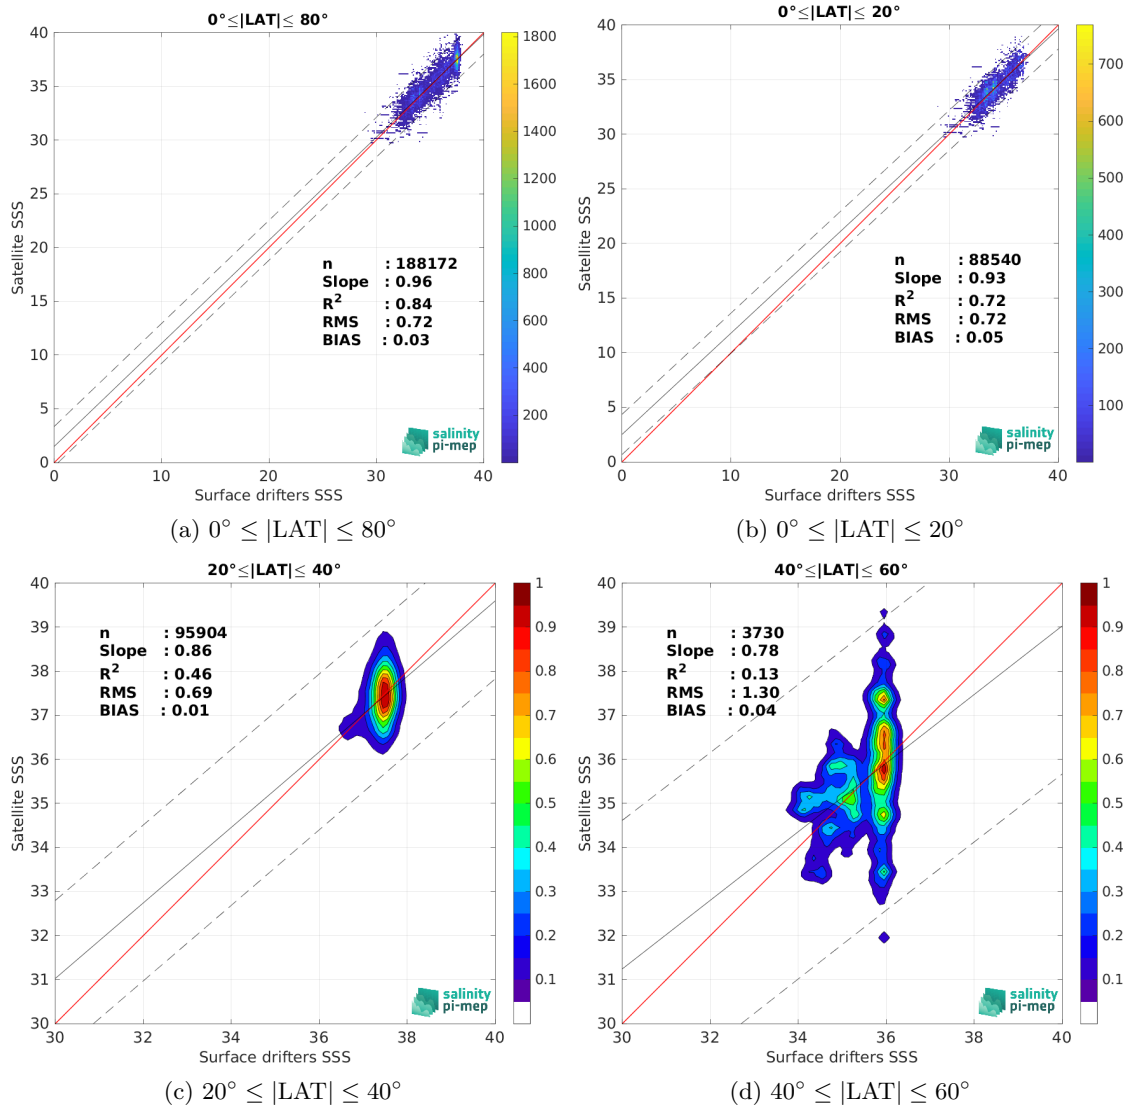 0°≤|LAT|≤ 80°
40
35
30
25
20
15
10
5
0
Satellite SSS
n : 188172
Slope : 0.96
R² : 0.84
RMS : 0.72
BIAS : 0.03
salinity
pi-mep
0 10 20 30 40
Surface drifters SSS
1800
1600
1400
1200
1000
800
600
400
200
(a) 0° ≤ |LAT| ≤ 80°
0°≤|LAT|≤ 20°
40
35
30
25
20
15
10
5
0
Satellite SSS
n : 88540
Slope : 0.93
R² : 0.72
RMS : 0.72
BIAS : 0.05
salinity
pi-mep
0 10 20 30 40
Surface drifters SSS
700
600
500
400
300
200
100
(b) 0° ≤ |LAT| ≤ 20°
20°≤|LAT|≤ 40°
40
39
38
37
36
35
34
33
32
31
30
Satellite SSS
n : 95904
Slope : 0.86
R² : 0.46
RMS : 0.69
BIAS : 0.01
salinity
pi-mep
30 32 34 36 38 40
Surface drifters SSS
1
0.9
0.8
0.7
0.6
0.5
0.4
0.3
0.2
0.1
(c) 20° ≤ |LAT| ≤ 40°
40°≤|LAT|≤ 60°
40
39
38
37
36
35
34
33
32
31
30
Satellite SSS
n : 3730
Slope : 0.78
R² : 0.13
RMS : 1.30
BIAS : 0.04
salinity
pi-mep
30 32 34 36 38 40
Surface drifters SSS
1
0.9
0.8
0.7
0.6
0.5
0.4
0.3
0.2
0.1
(d) 40° ≤ |LAT| ≤ 60°